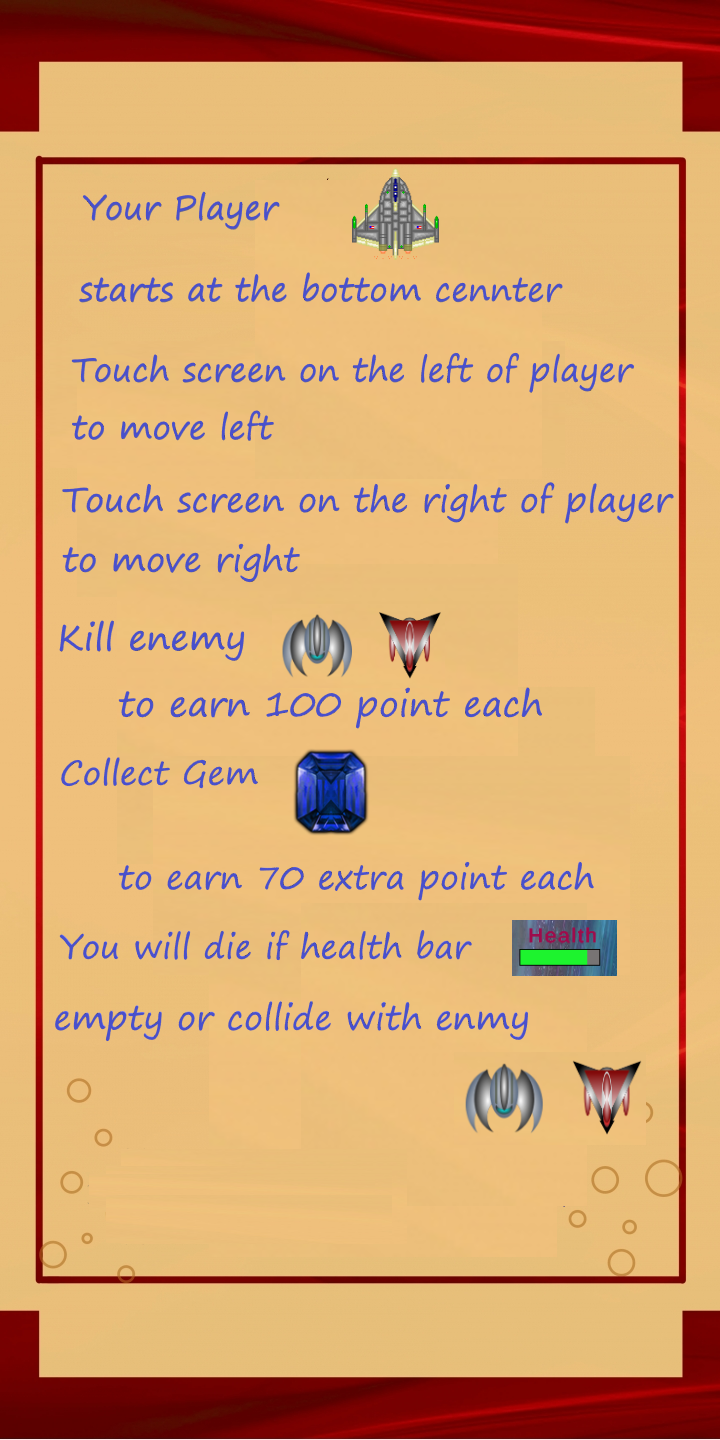 Your Player
starts at the bottom cennter
Touch screen on the left of player
to move left
Touch screen on the right of player
to move right
Kill enemy
to earn 100 point each
Collect Gem
to earn 70 extra point each
You will die if health bar
Health
empty or collide with enmy